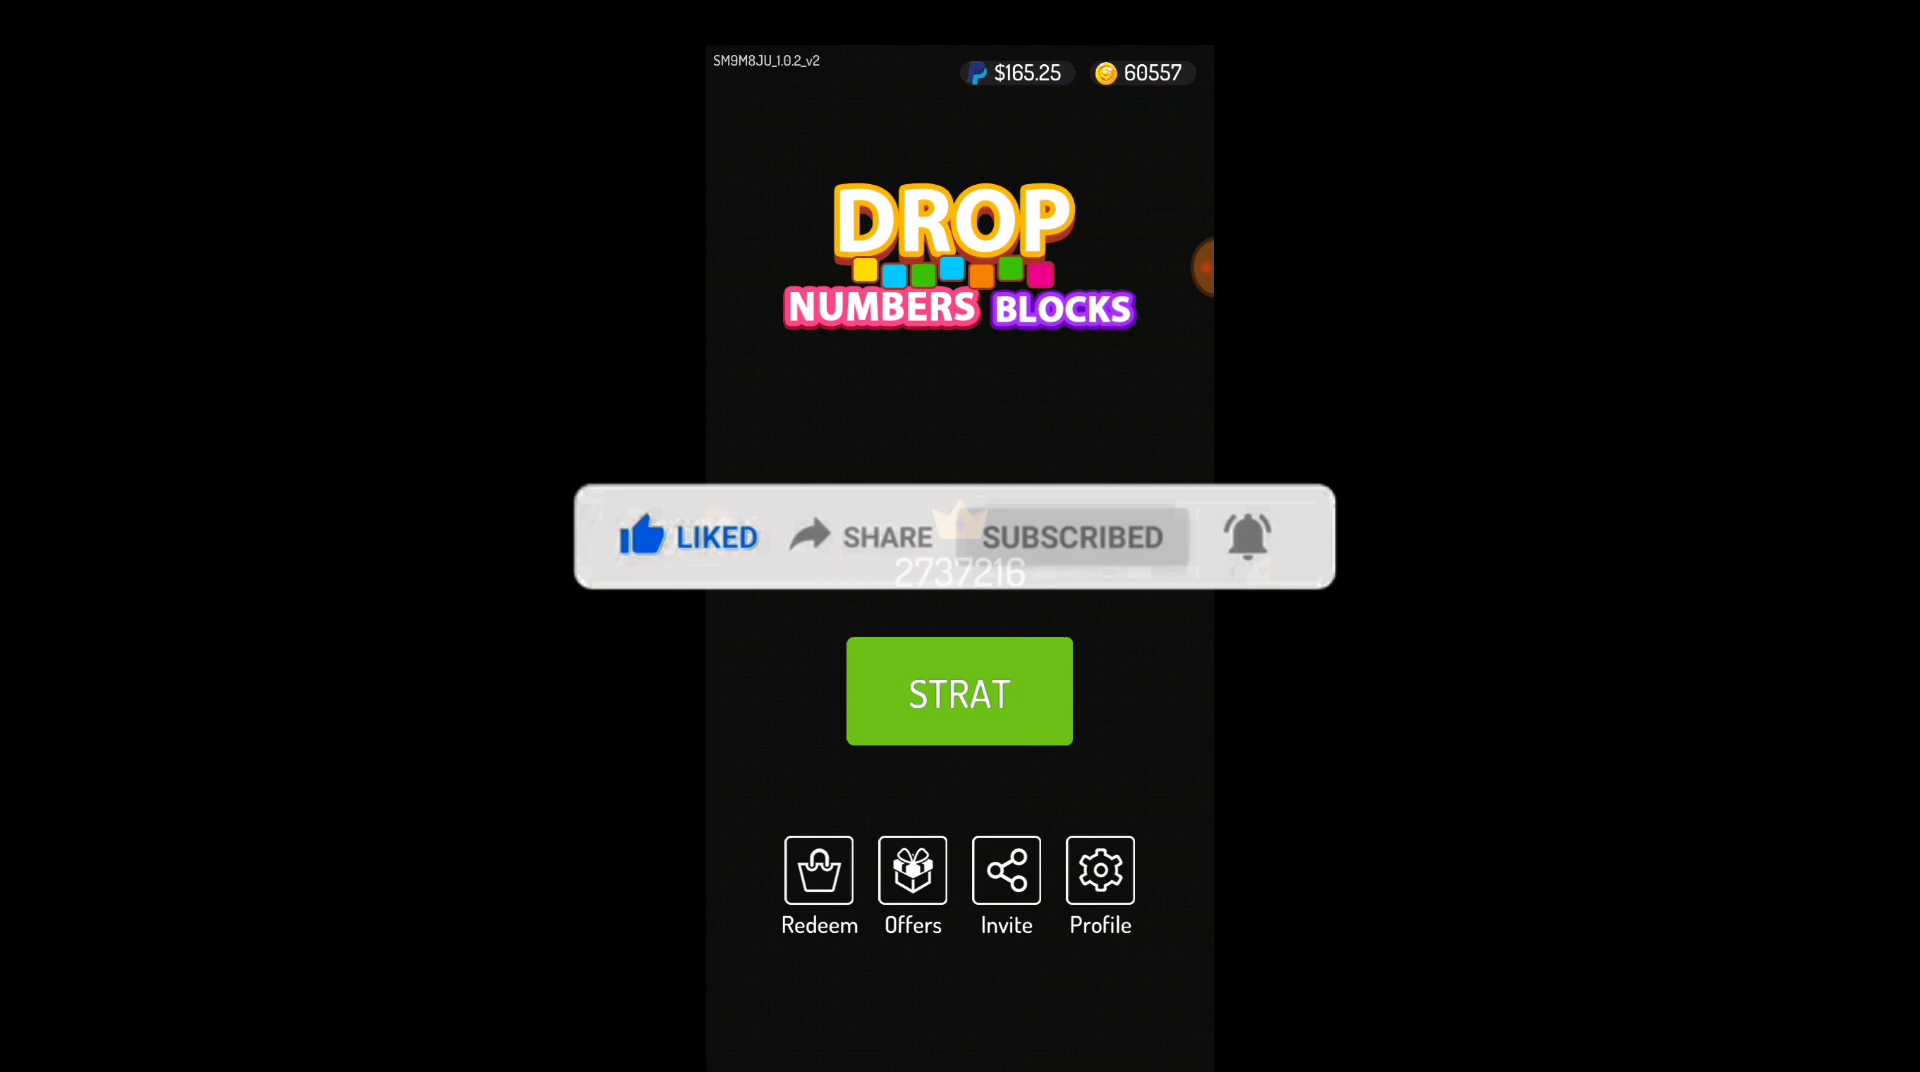 SM9M8JU_1.0.2_v2
$165.25 60557
DROP
NUMBERS BLOCKS
LIKED SHARE SUBSCRIBED
2737216
STRAT
Redeem Offers Invite Profile